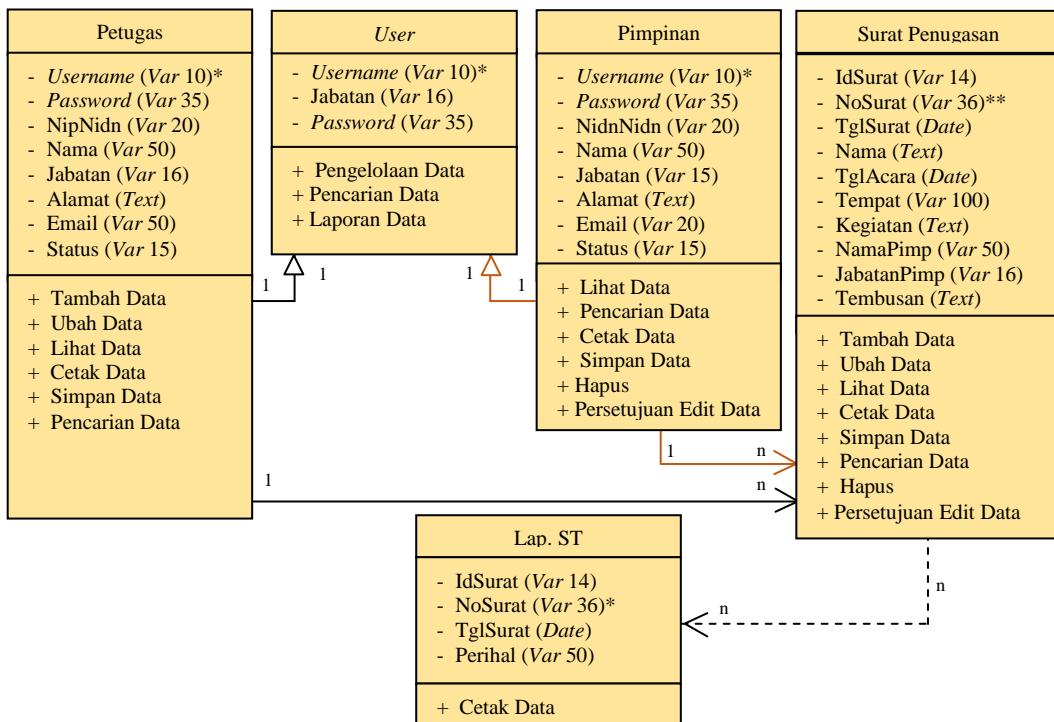 Petugas
- Username (Var 10)*
- Password (Var 35)
- NipNidn (Var 20)
- Nama (Var 50)
- Jabatan (Var 16)
- Alamat (Text)
- Email (Var 50)
- Status (Var 15)
+ Tambah Data
+ Ubah Data
+ Lihat Data
+ Cetak Data
+ Simpan Data
+ Pencarian Data
User
- Username (Var 10)*
- Jabatan (Var 16)
- Password (Var 35)
+ Pengelolaan Data
+ Pencarian Data
+ Laporan Data
Pimpinan
- Username (Var 10)*
- Password (Var 35)
- NidnNidn (Var 20)
- Nama (Var 50)
- Jabatan (Var 15)
- Alamat (Text)
- Email (Var 20)
- Status (Var 15)
+ Lihat Data
+ Pencarian Data
+ Cetak Data
+ Simpan Data
+ Hapus
+ Persetujuan Edit Data
Surat Penugasan
- IdSurat (Var 14)
- NoSurat (Var 36)**
- TglSurat (Date)
- Nama (Text)
- TglAcara (Date)
- Tempat (Var 100)
- Kegiatan (Text)
- NamaPimp (Var 50)
- JabatanPimp (Var 16)
- Tembusan (Text)
+ Tambah Data
+ Ubah Data
+ Lihat Data
+ Cetak Data
+ Simpan Data
+ Pencarian Data
+ Hapus
+ Persetujuan Edit Data
1
1
1
1
1
n
1
n
n
n
Lap. ST
- IdSurat (Var 14)
- NoSurat (Var 36)*
- TglSurat (Date)
- Perihal (Var 50)
+ Cetak Data